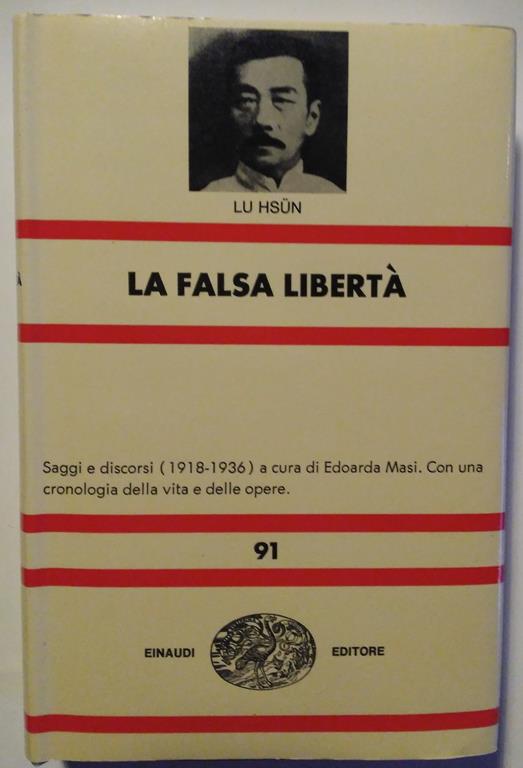 LU HSÜN
LA FALSA LIBERTÀ
Saggi e discorsi (1918-1936) a cura di Edoarda Masi. Con una
cronologia della vita e delle opere.
91
EINAUDI EDITORE